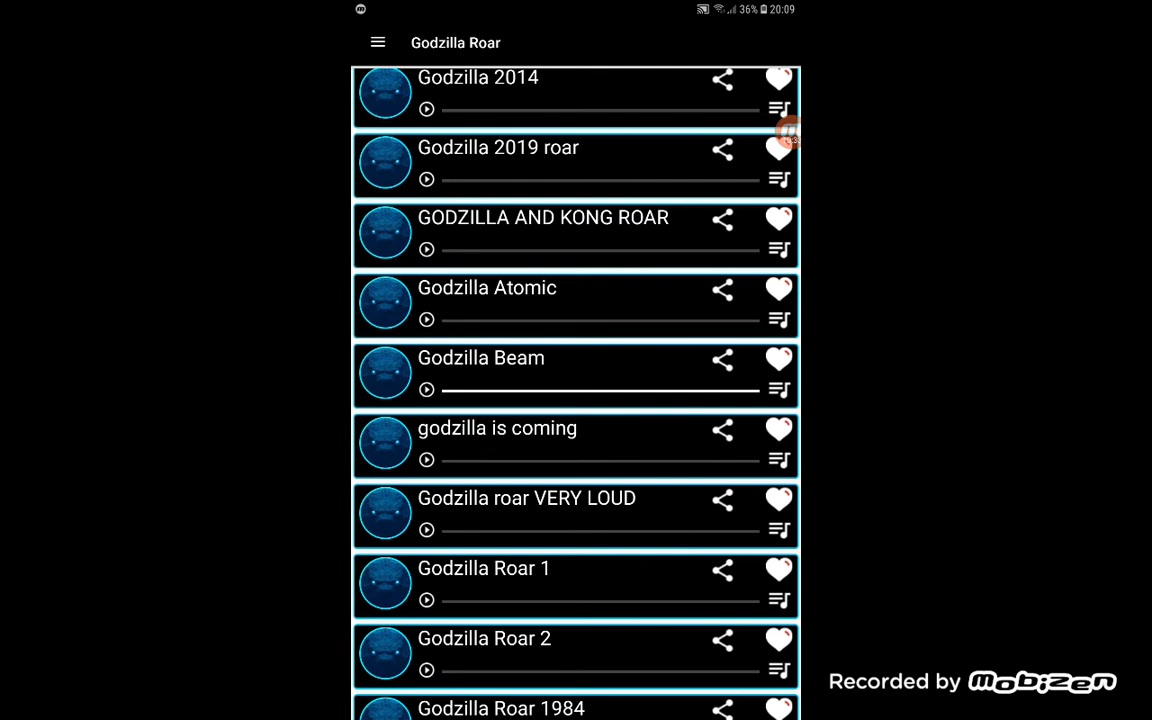 36% 20:09
Godzilla Roar
Godzilla 2014
Godzilla 2019 roar
GODZILLA AND KONG ROAR
Godzilla Atomic
Godzilla Beam
godzilla is coming
Godzilla roar VERY LOUD
Godzilla Roar 1
Godzilla Roar 2
Godzilla Roar 1984
Recorded by mobizen